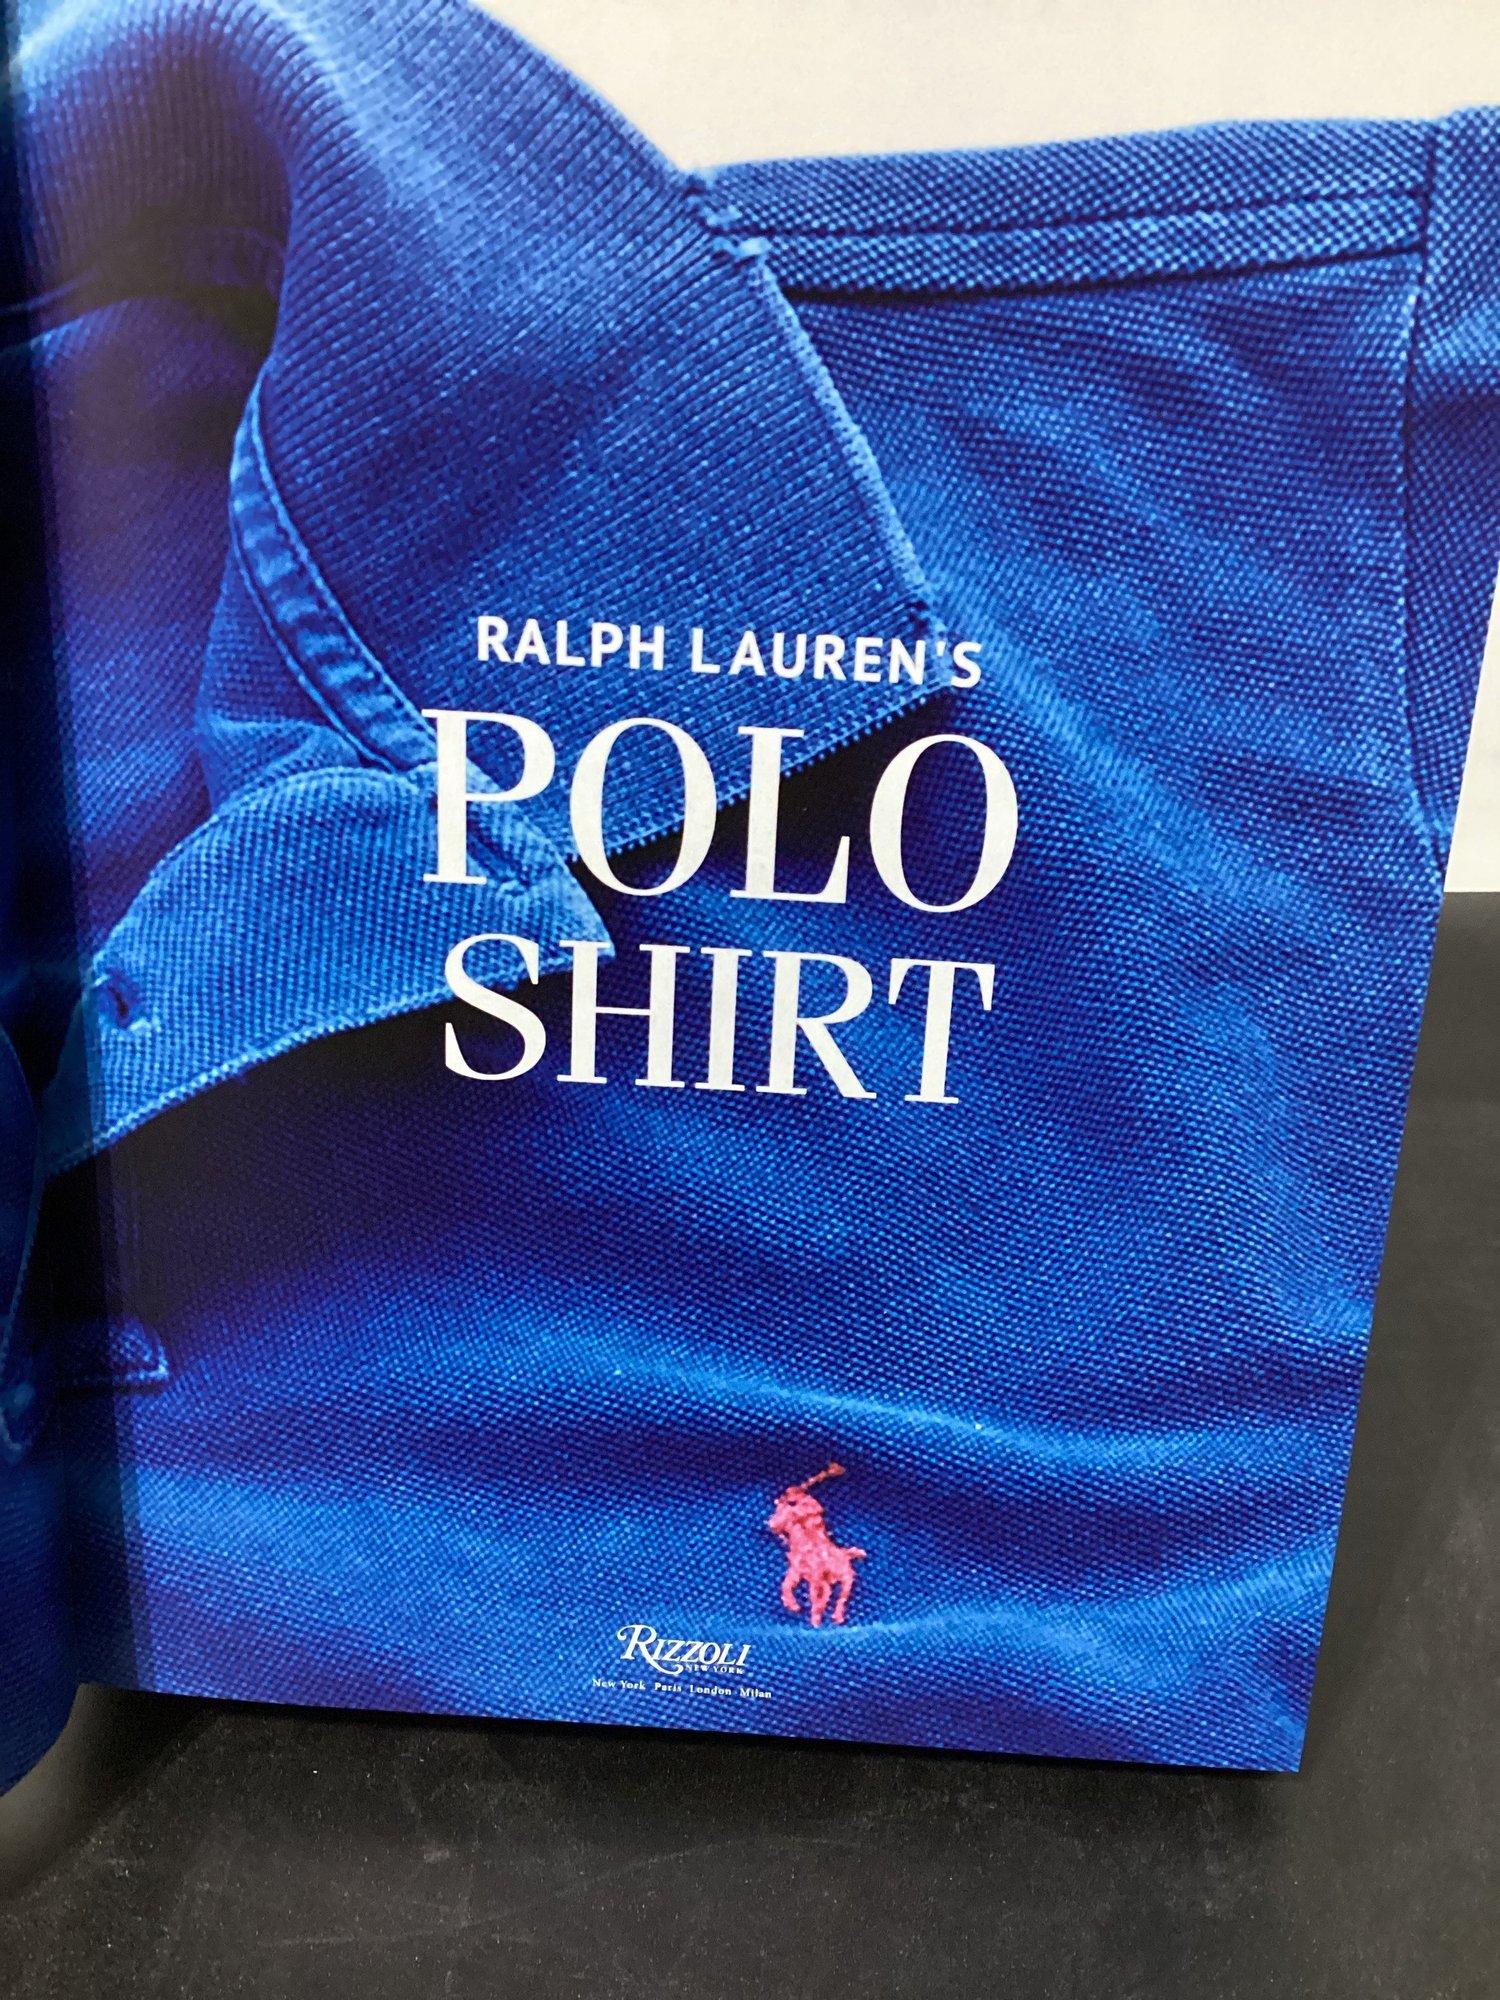 RALPH LAUREN'S
POLO
SHIRT
RIZZOLI
NEW YORK
New York Paris London Milan